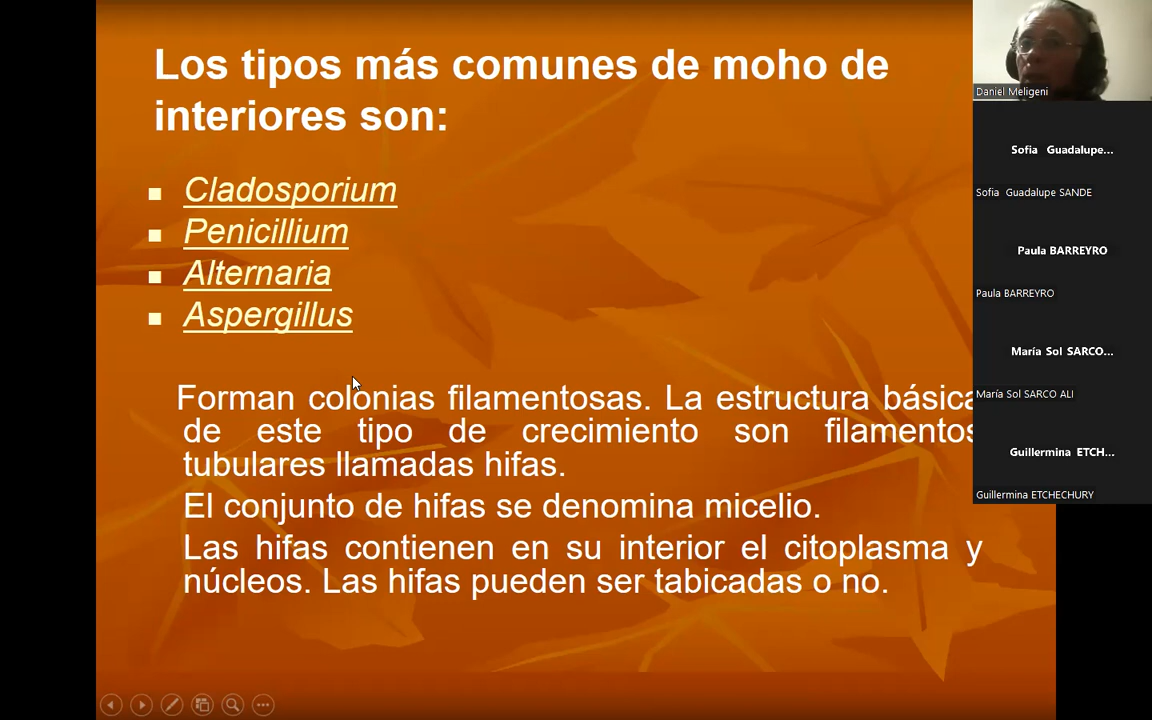 Los tipos más comunes de moho de
interiores son:
Cladosporium
Penicillium
Alternaria
Aspergillus
Forman colonias filamentosas. La estructura básica
de este tipo de crecimiento son filamentos
tubulares llamadas hifas.
El conjunto de hifas se denomina micelio.
Las hifas contienen en su interior el citoplasma y
núcleos. Las hifas pueden ser tabicadas o no.
Daniel Meligeni
Sofia Guadalupe...
Sofia Guadalupe SANDE
Paula BARREYRO
Paula BARREYRO
María Sol SARCO...
María Sol SARCO ALI
Guillermina ETCH...
Guillermina ETCHECHURY